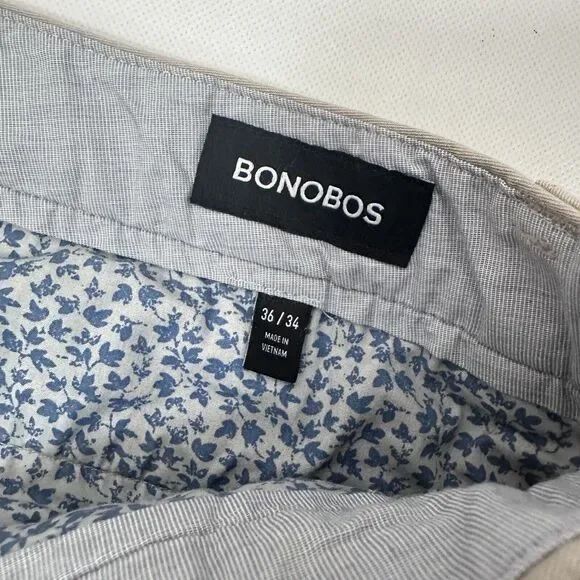 BONOBOS
36 / 34
MADE IN
VIETNAM